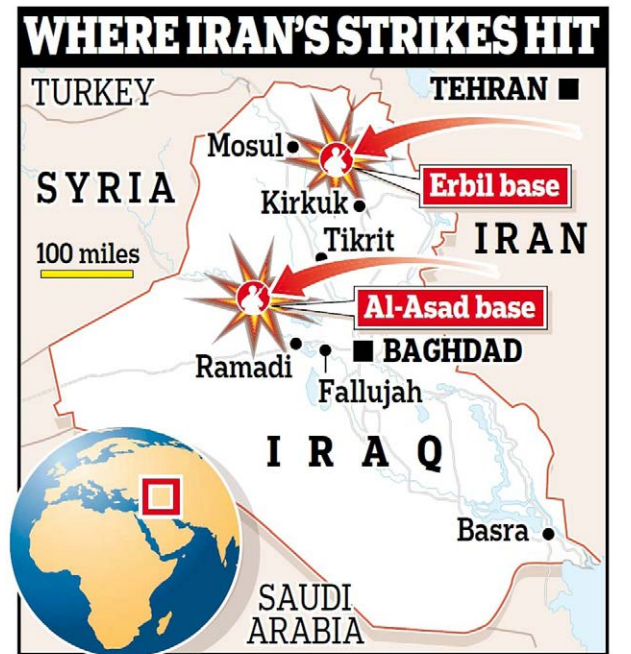 WHERE IRAN'S STRIKES HIT
TURKEY
TEHRAN
Mosul
Erbil base
SYRIA
Kirkuk
Tikrit
IRAN
100 miles
Al-Asad base
BAGHDAD
Ramadi
Fallujah
IRAQ
Basra
SAUDI
ARABIA